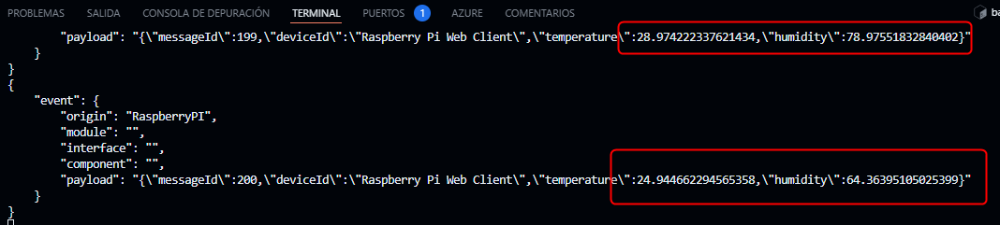 PROBLEMAS SALIDA CONSOLA DE DEPURACIÓN TERMINAL PUERTOS 1 AZURE COMENTARIOS ba
"payload": "{\"messageId\":199,\"deviceId\":\"Raspberry Pi Web Client\",\"temperature\":28.974222337621434,\"humidity\":78.97551832840402}"
}
}
{
"event": {
"origin": "RaspberryPI",
"module": "",
"interface": "",
"component": "",
"payload": "{\"messageId\":200,\"deviceId\":\"Raspberry Pi Web Client\",\"temperature\":24.944662294565358,\"humidity\":64.36395105025399}"
}
}